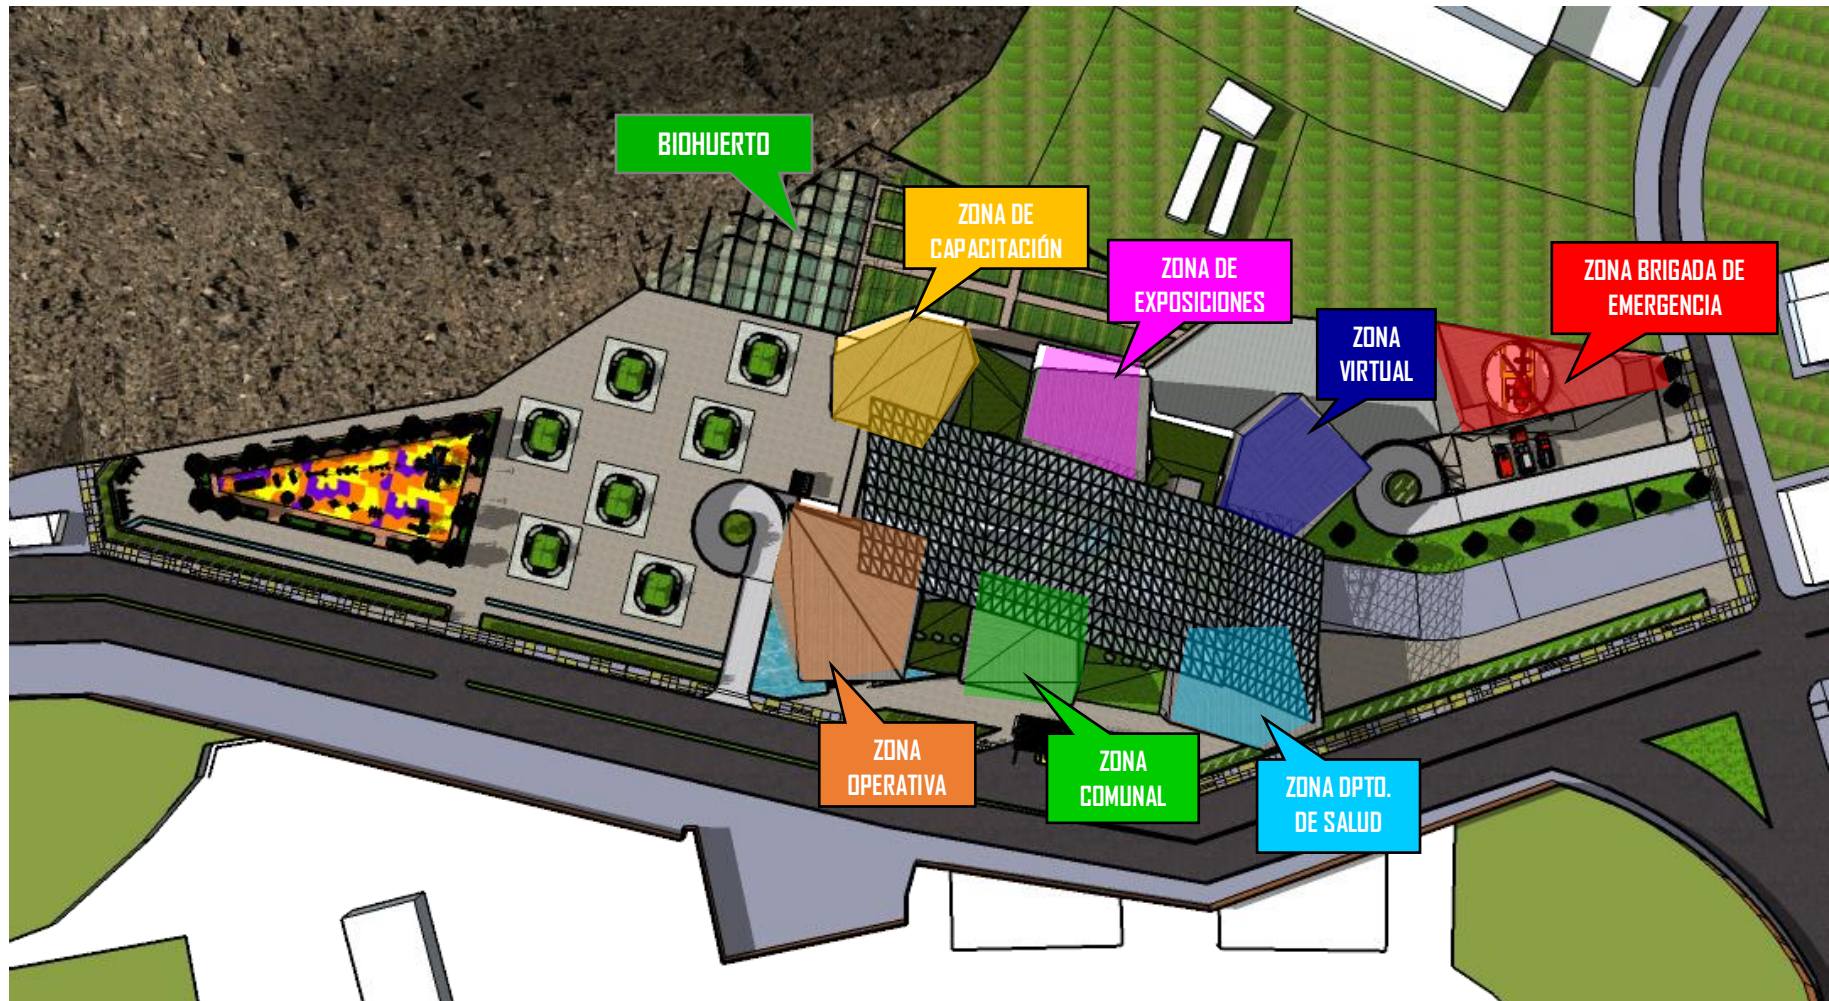 BIOHUERTO
ZONA DE
CAPACITACIÓN
ZONA DE
EXPOSICIONES
ZONA BRIGADA DE
EMERGENCIA
ZONA
VIRTUAL
ZONA
OPERATIVA
ZONA
COMUNAL
ZONA DPTO.
DE SALUD